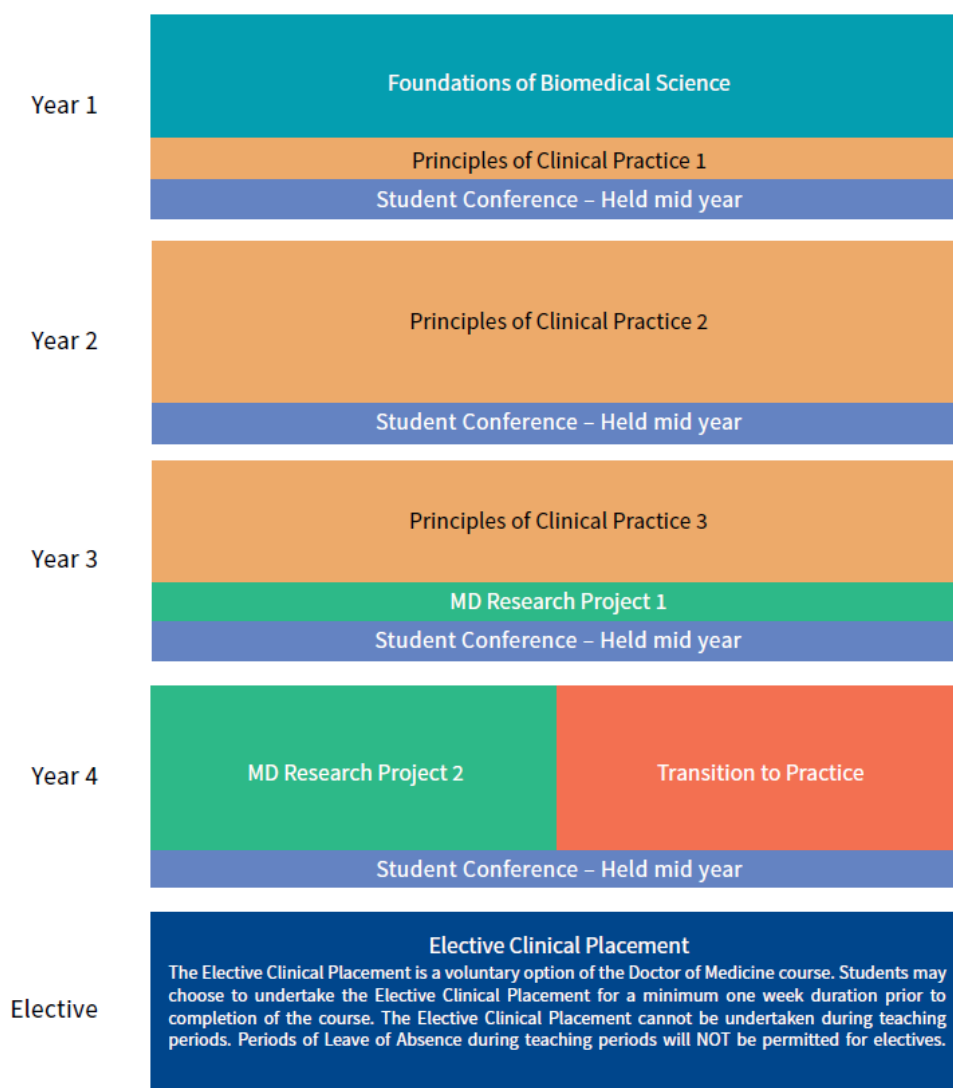 Year 1
Foundations of Biomedical Science
Principles of Clinical Practice 1
Student Conference – Held mid year
Year 2
Principles of Clinical Practice 2
Student Conference – Held mid year
Year 3
Principles of Clinical Practice 3
MD Research Project 1
Student Conference – Held mid year
Year 4
MD Research Project 2
Transition to Practice
Student Conference – Held mid year
Elective
Elective Clinical Placement
The Elective Clinical Placement is a voluntary option of the Doctor of Medicine course. Students may
choose to undertake the Elective Clinical Placement for a minimum one week duration prior to
completion of the course. The Elective Clinical Placement cannot be undertaken during teaching
periods. Periods of Leave of Absence during teaching periods will NOT be permitted for electives.